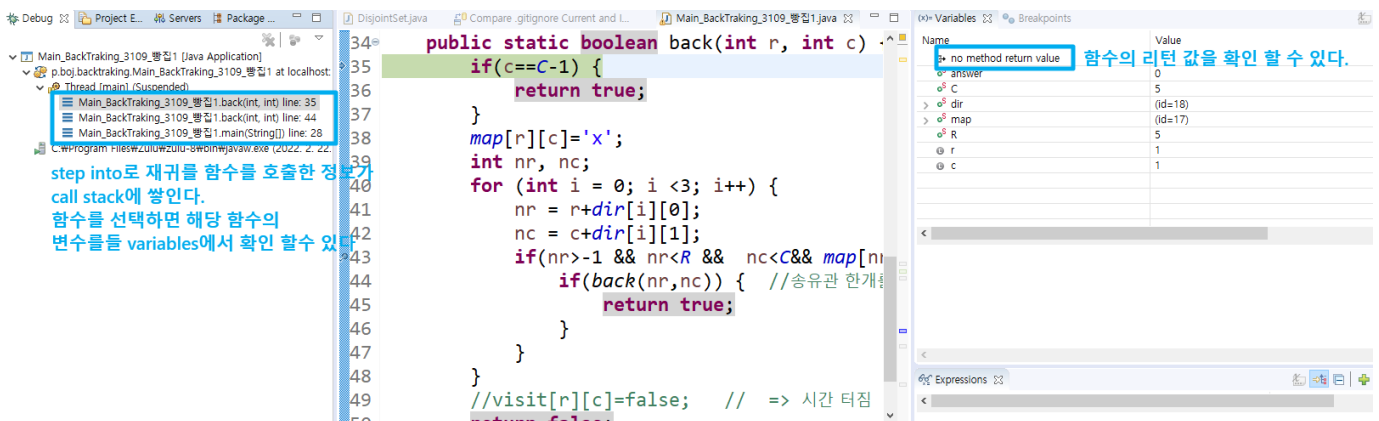 Debug
Project E...
Servers
Package ...
Main_BackTraking_3109_빵집1 [Java Application]
p.boj.backtraking.Main_BackTraking_3109_빵집1 at localhost:
Thread [main] (Suspended)
Main_BackTraking_3109_빵집1.back(int, int) line: 35
Main_BackTraking_3109_빵집1.back(int, int) line: 44
Main_BackTraking_3109_빵집1.main(String[]) line: 28
C:₩Program Files₩Zulu₩zulu-8₩bin₩javaw.exe (2022. 2. 22.
step into로 재귀를 함수를 호출한 정보가
call stack에 쌓인다.
함수를 선택하면 해당 함수의
변수를들 variables에서 확인 할수 있다
DisjointSet.java
Compare .gitignore Current and l...
Main_BackTraking_3109_빵집1.java
34 public static boolean back(int r, int c) {
35 if(c==C-1) {
36 return true;
37 }
38 map[r][c]='x';
39 int nr, nc;
40 for (int i = 0; i <3; i++) {
41 nr = r+dir[i][0];
42 nc = c+dir[i][1];
43 if(nr>-1 && nr<R && nc<C&& map[nr
44 if(back(nr,nc)) { //송유관 한개를
45 return true;
46 }
47 }
48 }
49 //visit[r][c]=false; // => 시간 터짐
50 return false;
(x)= Variables
Breakpoints
Name Value
no method return value
함수의 리턴 값을 확인 할 수 있다.
answer 0
C 5
dir (id=18)
map (id=17)
R 5
r 1
c 1
Expressions